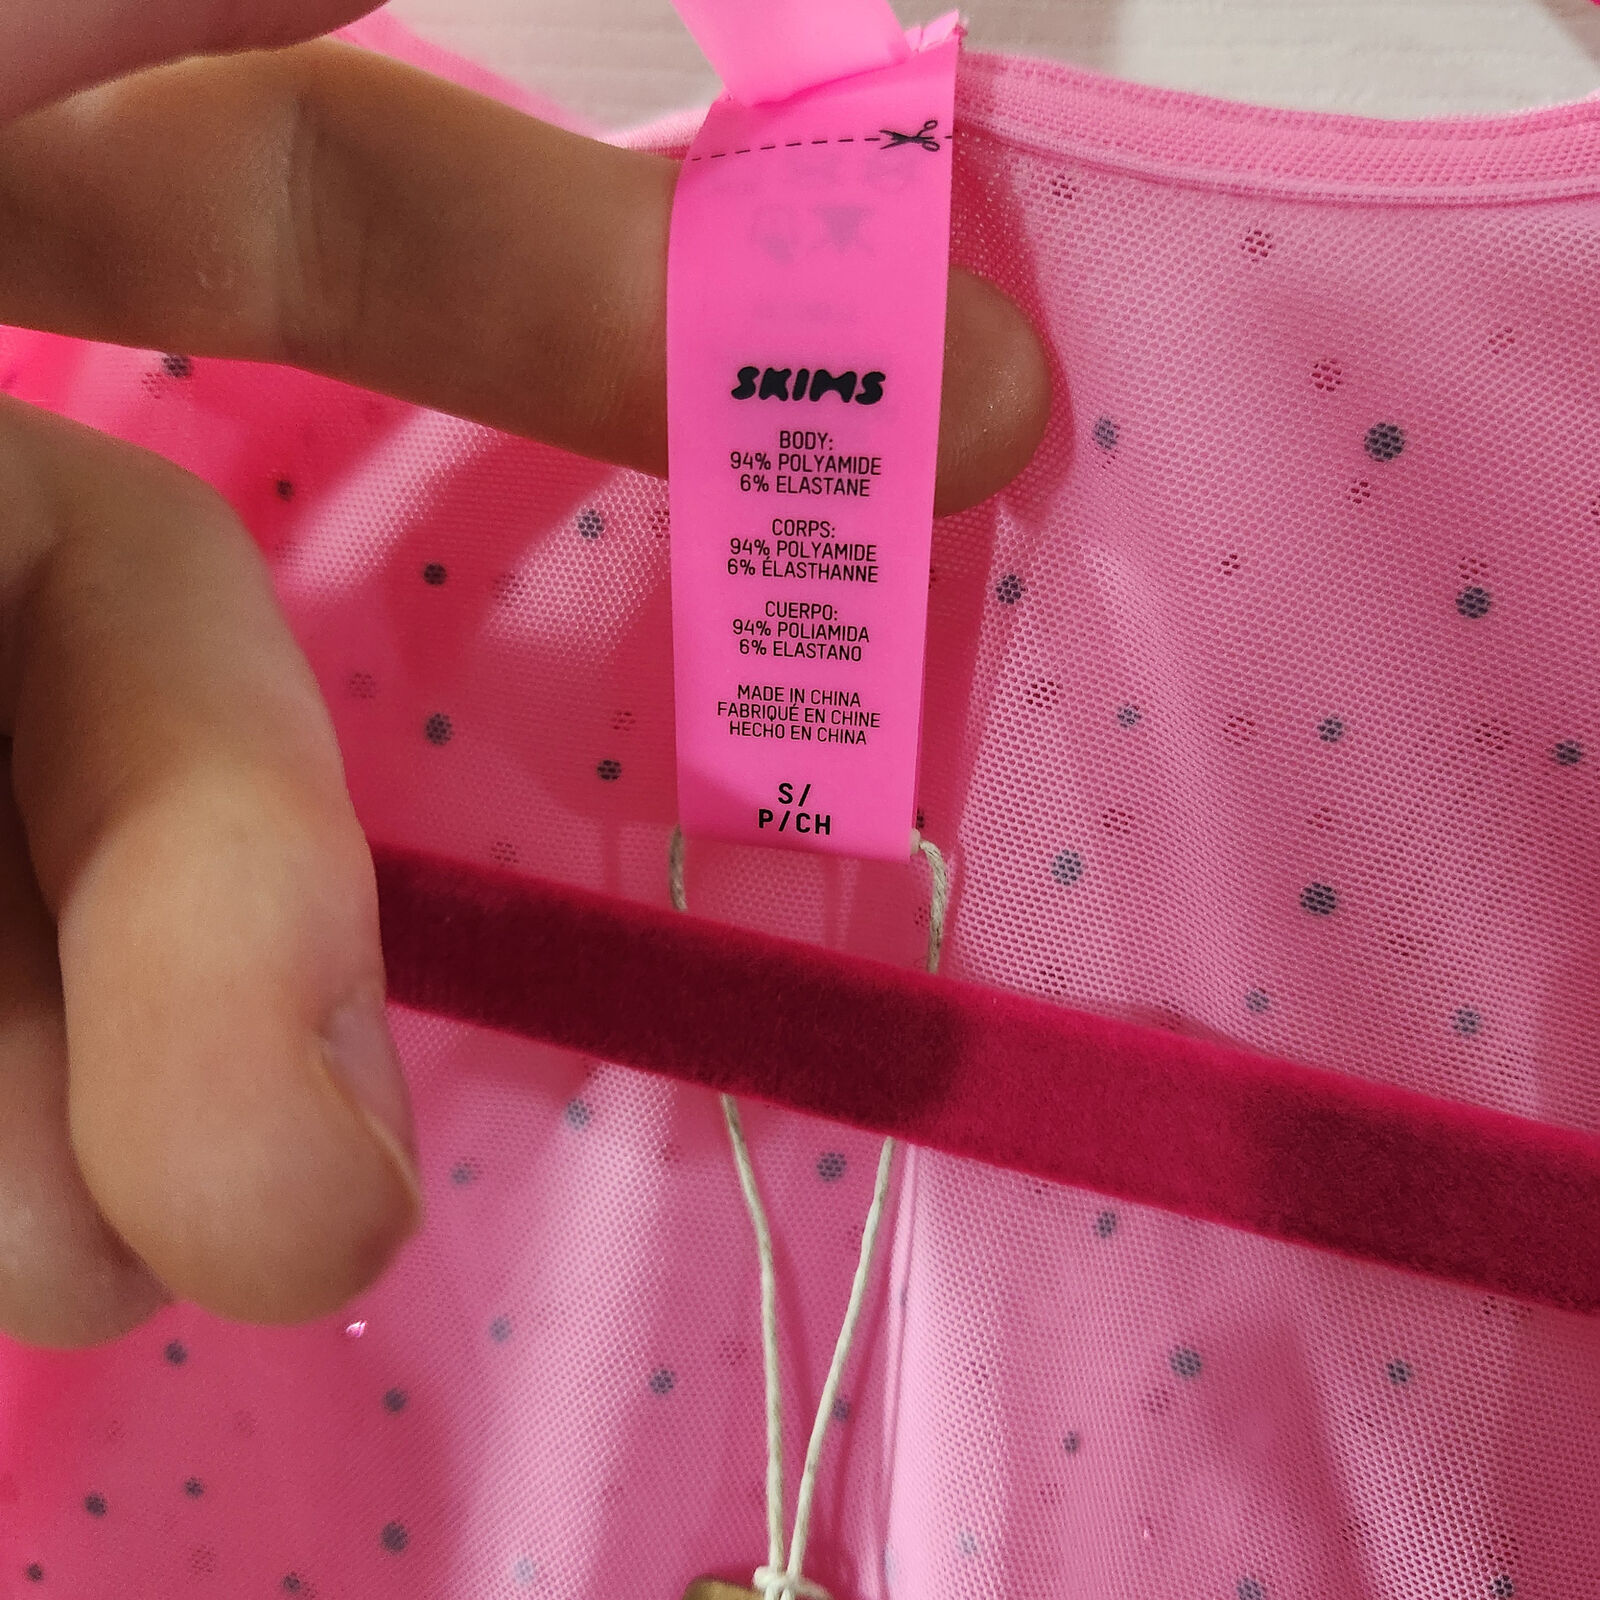 SKIMS
BODY:
94% POLYAMIDE
6% ELASTANE
CORPS:
94% POLYAMIDE
6% ÉLASTHANNE
CUERPO:
94% POLIAMIDA
6% ELASTANO
MADE IN CHINA
FABRIQUÉ EN CHINE
HECHO EN CHINA
S/
P/CH